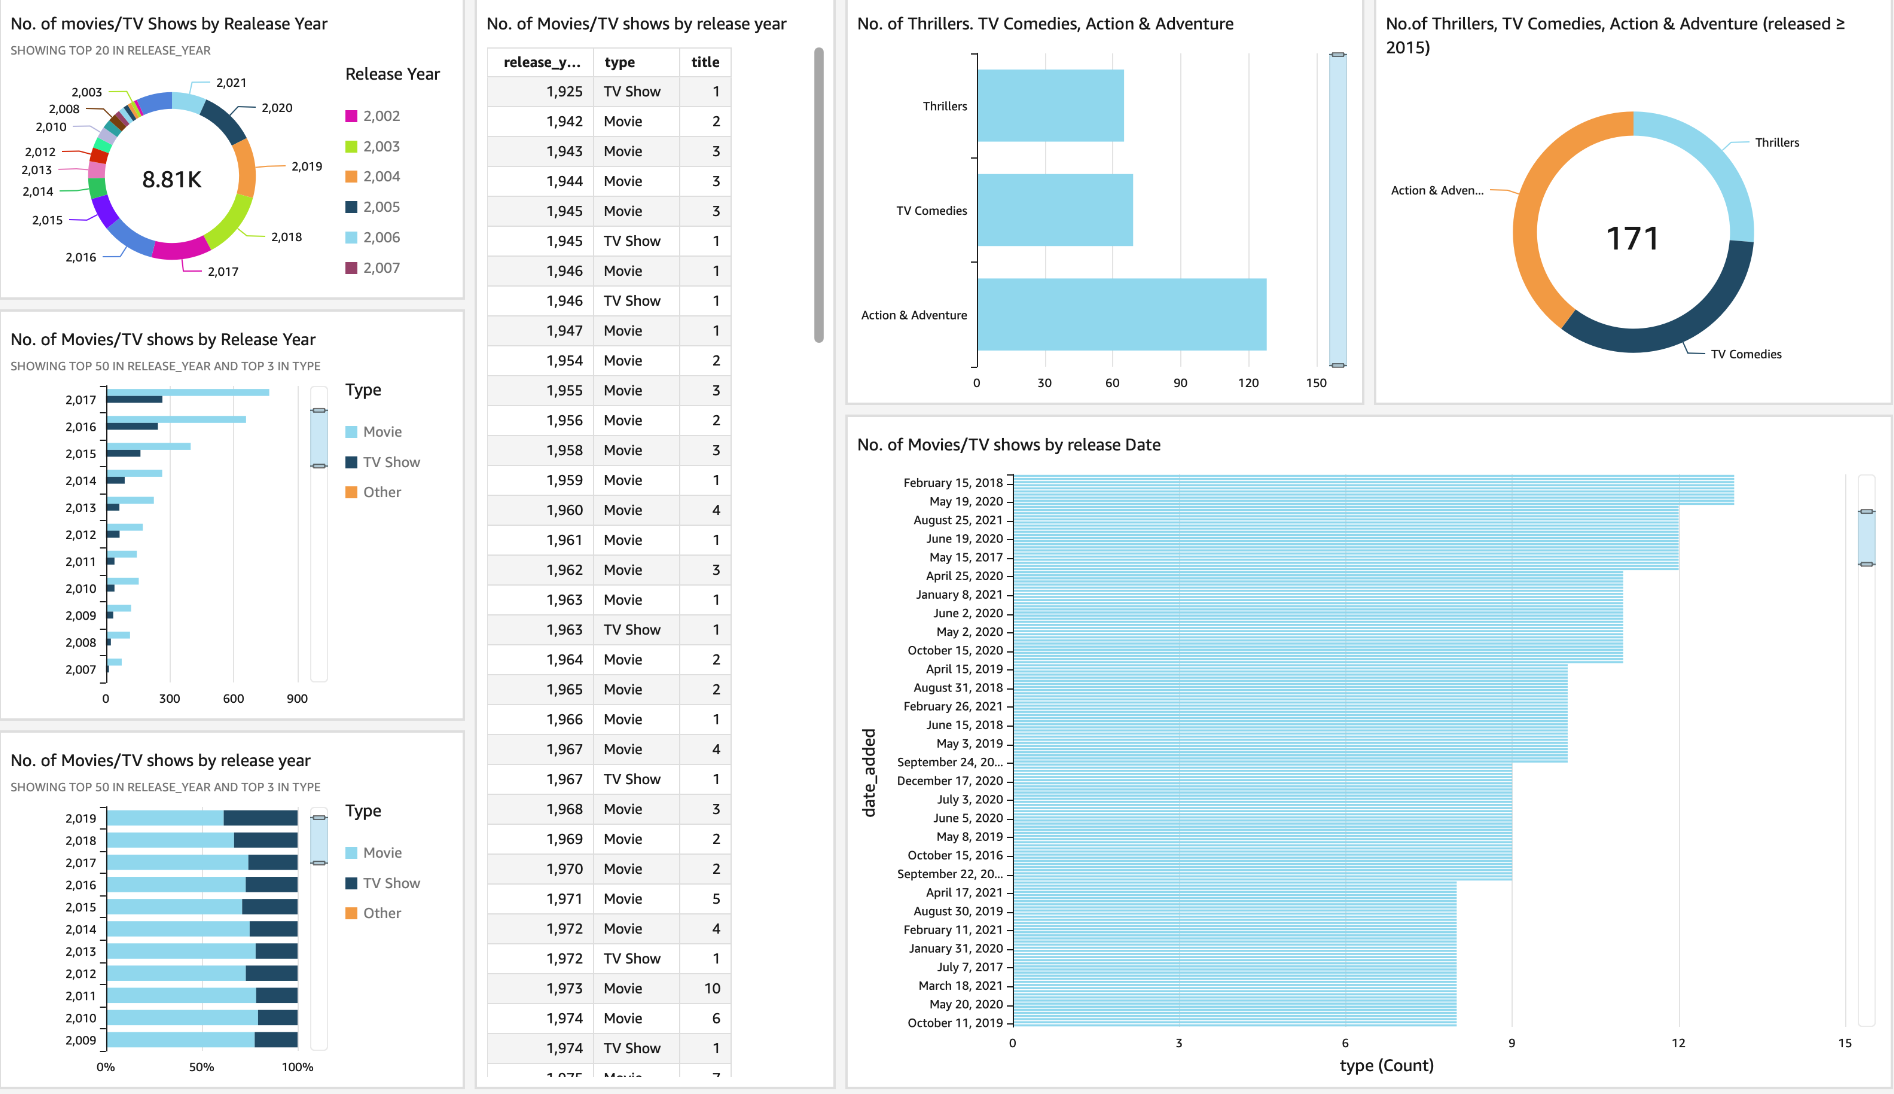 No. of movies/TV Shows by Realease Year
SHOWING TOP 20 IN RELEASE_YEAR
2,021
2,020
2,019
2,018
2,017
2,016
2,015
2,014
2,013
2,012
2,010
2,008
2,003
8.81K
Release Year
2,002
2,003
2,004
2,005
2,006
2,007
No. of Movies/TV shows by Release Year
SHOWING TOP 50 IN RELEASE_YEAR AND TOP 3 IN TYPE
2,017
2,016
2,015
2,014
2,013
2,012
2,011
2,010
2,009
2,008
2,007
0 300 600 900
Type
Movie
TV Show
Other
No. of Movies/TV shows by release year
SHOWING TOP 50 IN RELEASE_YEAR AND TOP 3 IN TYPE
2,019
2,018
2,017
2,016
2,015
2,014
2,013
2,012
2,011
2,010
2,009
0% 50% 100%
Type
Movie
TV Show
Other
No. of Movies/TV shows by release year
release_y... type title
1,925 TV Show 1
1,942 Movie 2
1,943 Movie 3
1,944 Movie 3
1,945 Movie 3
1,945 TV Show 1
1,946 Movie 1
1,946 TV Show 1
1,947 Movie 1
1,954 Movie 2
1,955 Movie 3
1,956 Movie 2
1,958 Movie 3
1,959 Movie 1
1,960 Movie 4
1,961 Movie 1
1,962 Movie 3
1,963 Movie 1
1,963 TV Show 1
1,964 Movie 2
1,965 Movie 2
1,966 Movie 1
1,967 Movie 4
1,967 TV Show 1
1,968 Movie 3
1,969 Movie 2
1,970 Movie 2
1,971 Movie 5
1,972 Movie 4
1,972 TV Show 1
1,973 Movie 10
1,974 Movie 6
1,974 TV Show 1
No. of Thrillers. TV Comedies, Action & Adventure
Thrillers
TV Comedies
Action & Adventure
0 30 60 90 120 150
No.of Thrillers, TV Comedies, Action & Adventure (released ≥
2015)
Thrillers
Action & Adven...
171
TV Comedies
No. of Movies/TV shows by release Date
date_added
February 15, 2018
May 19, 2020
August 25, 2021
June 19, 2020
May 15, 2017
April 25, 2020
January 8, 2021
June 2, 2020
May 2, 2020
October 15, 2020
April 15, 2019
August 31, 2018
February 26, 2021
June 15, 2018
May 3, 2019
September 24, 20...
December 17, 2020
July 3, 2020
June 5, 2020
May 8, 2019
October 15, 2016
September 22, 20...
April 17, 2021
August 30, 2019
February 11, 2021
January 31, 2020
July 7, 2017
March 18, 2021
May 20, 2020
October 11, 2019
0 3 6 9 12 15
type (Count)